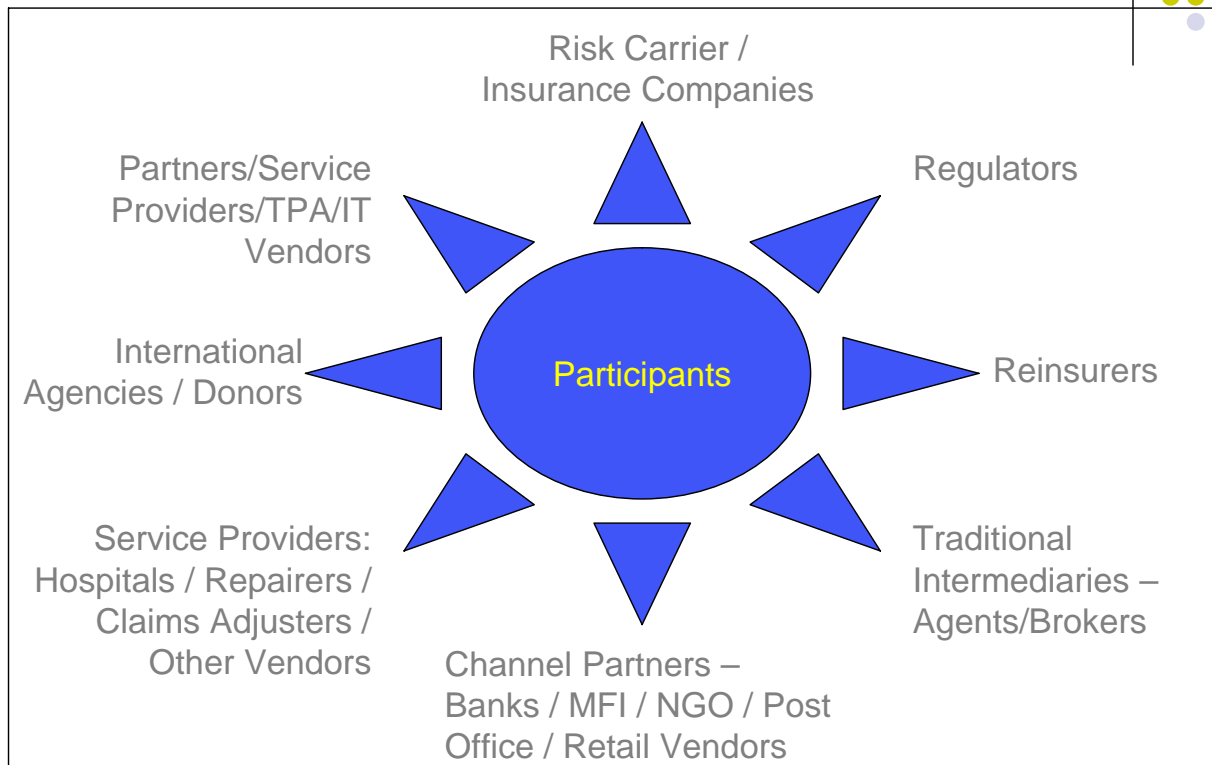 Risk Carrier /
Insurance Companies
Partners/Service
Providers/TPA/IT
Vendors
Regulators
International
Agencies / Donors
Participants
Reinsurers
Service Providers:
Hospitals / Repairers /
Claims Adjusters /
Other Vendors
Traditional
Intermediaries –
Agents/Brokers
Channel Partners –
Banks / MFI / NGO / Post
Office / Retail Vendors